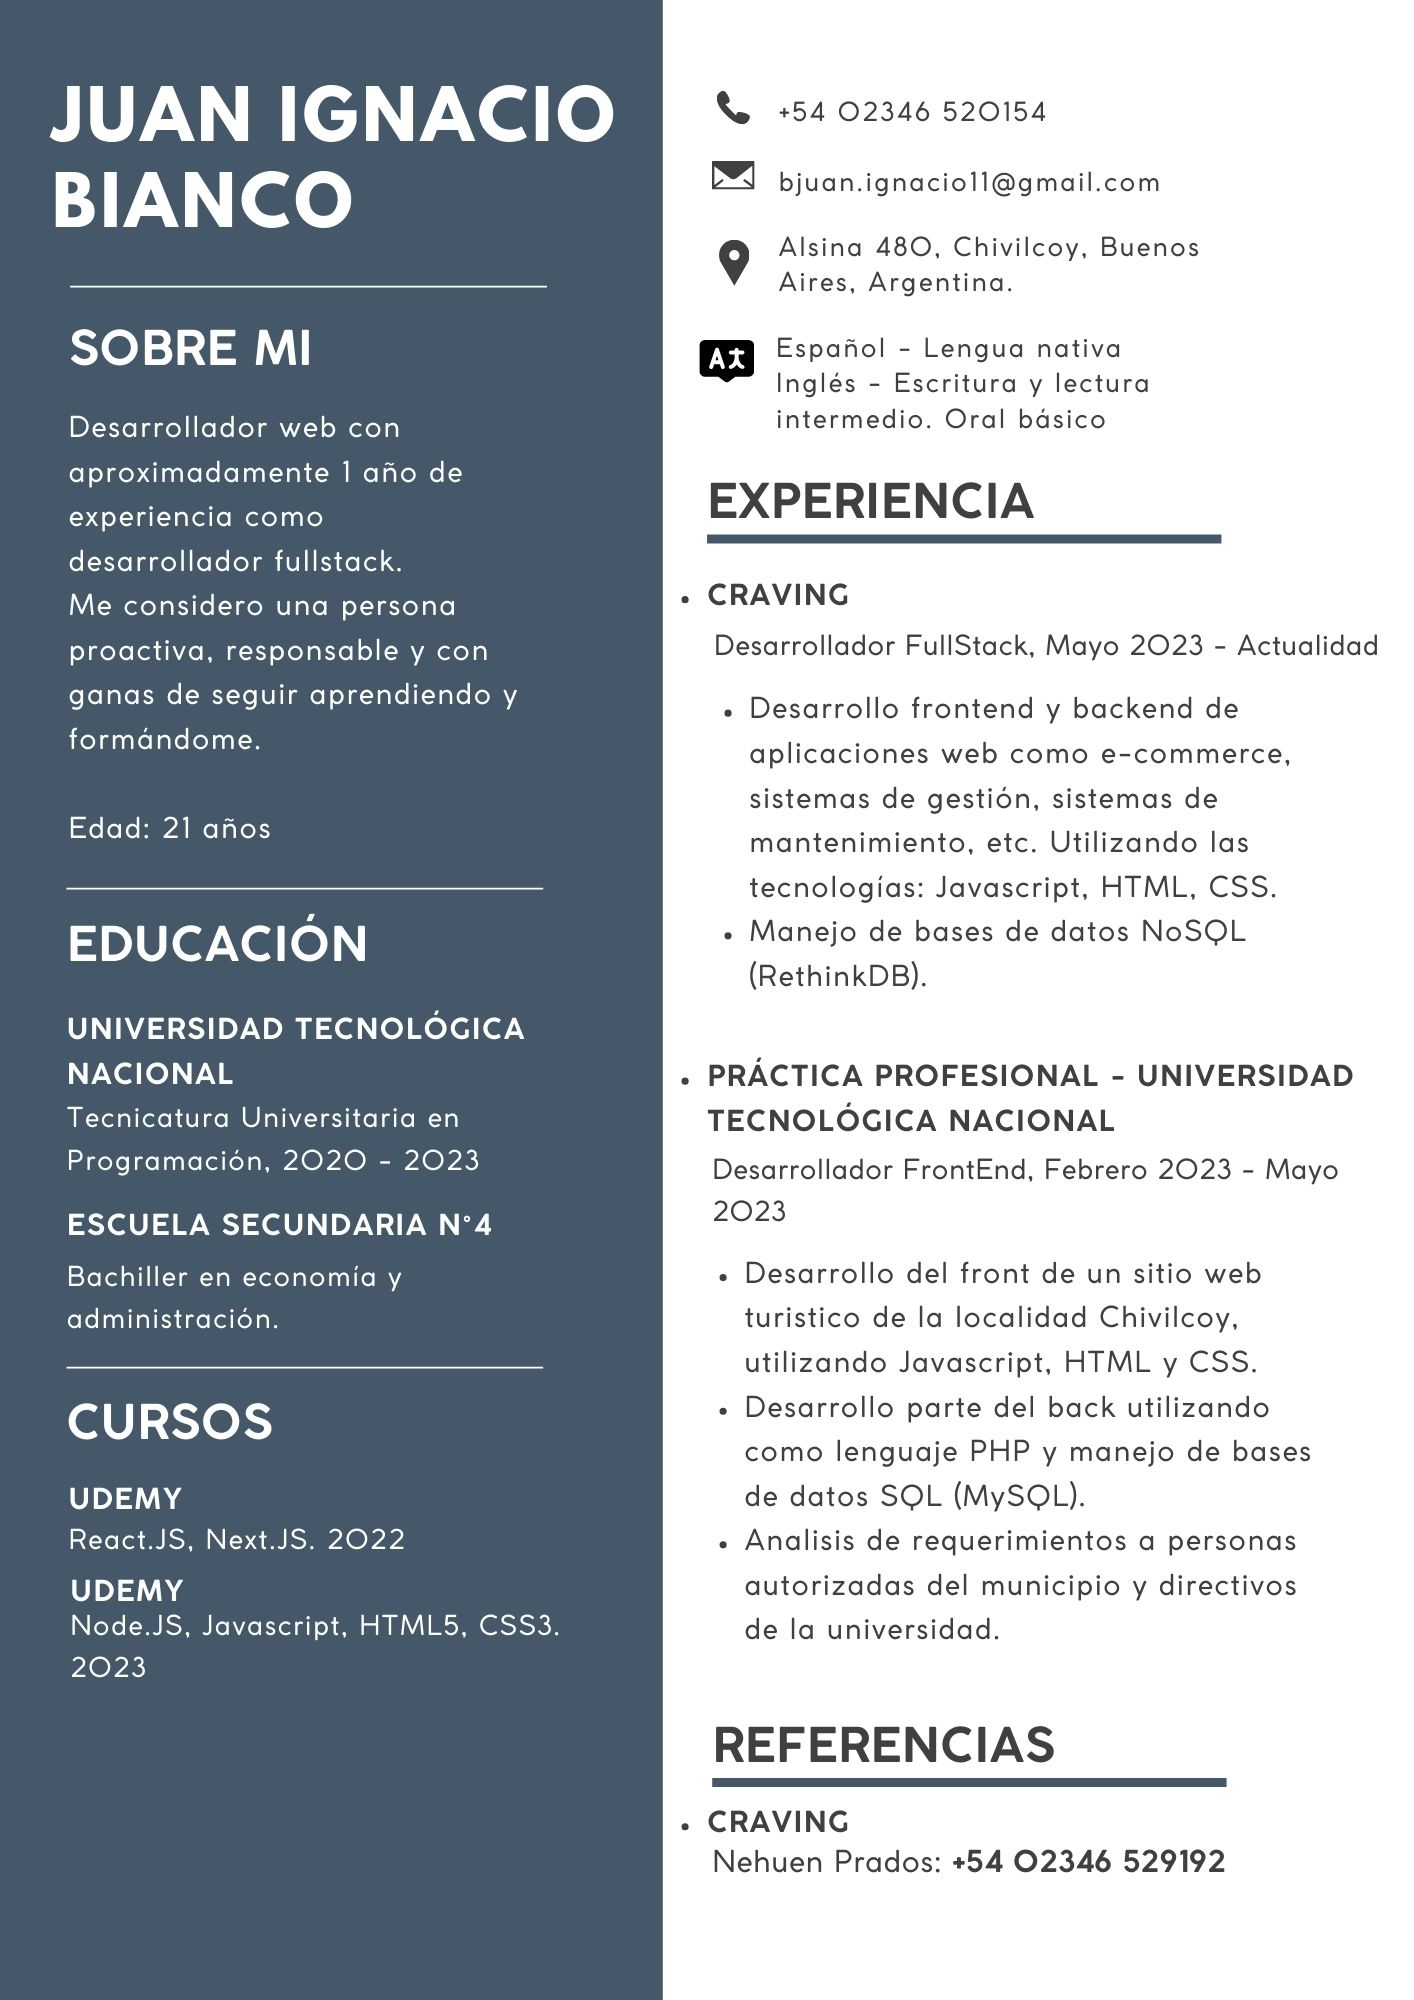 JUAN IGNACIO
BIANCO
SOBRE MI
Desarrollador web con
aproximadamente 1 año de
experiencia como
desarrollador fullstack.
Me considero una persona
proactiva, responsable y con
ganas de seguir aprendiendo y
formándome.
Edad: 21 años
EDUCACIÓN
UNIVERSIDAD TECNOLÓGICA
NACIONAL
Tecnicatura Universitaria en
Programación, 2020 - 2023
ESCUELA SECUNDARIA N°4
Bachiller en economía y
administración.
CURSOS
UDEMY
React.JS, Next.JS. 2022
UDEMY
Node.JS, Javascript, HTML5, CSS3.
2023
+54 02346 520154
bjuan.ignacio11@gmail.com
Alsina 480, Chivilcoy, Buenos
Aires, Argentina.
Español - Lengua nativa
Inglés - Escritura y lectura
intermedio. Oral básico
EXPERIENCIA
• CRAVING
Desarrollador FullStack, Mayo 2023 - Actualidad
• Desarrollo frontend y backend de
aplicaciones web como e-commerce,
sistemas de gestión, sistemas de
mantenimiento, etc. Utilizando las
tecnologías: Javascript, HTML, CSS.
• Manejo de bases de datos NoSQL
(RethinkDB).
• PRÁCTICA PROFESIONAL - UNIVERSIDAD
TECNOLÓGICA NACIONAL
Desarrollador FrontEnd, Febrero 2023 - Mayo
2023
• Desarrollo del front de un sitio web
turistico de la localidad Chivilcoy,
utilizando Javascript, HTML y CSS.
• Desarrollo parte del back utilizando
como lenguaje PHP y manejo de bases
de datos SQL (MySQL).
• Analisis de requerimientos a personas
autorizadas del municipio y directivos
de la universidad.
REFERENCIAS
• CRAVING
Nehuen Prados: +54 02346 529192